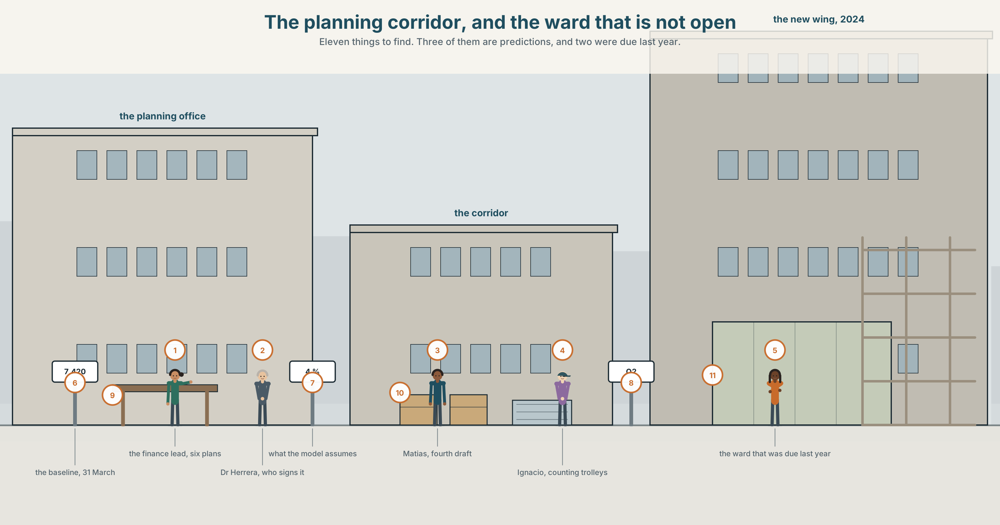 The planning corridor, and the ward that is not open
Eleven things to find. Three of them are predictions, and two were due last year.
the new wing, 2024
the planning office
the corridor
1
2
3
4
5
7,420
4 %
Q2
6
7
8
9
10
11
the finance lead, six plans
what the model assumes
Matias, fourth draft
the ward that was due last year
the baseline, 31 March
Dr Herrera, who signs it
Ignacio, counting trolleys